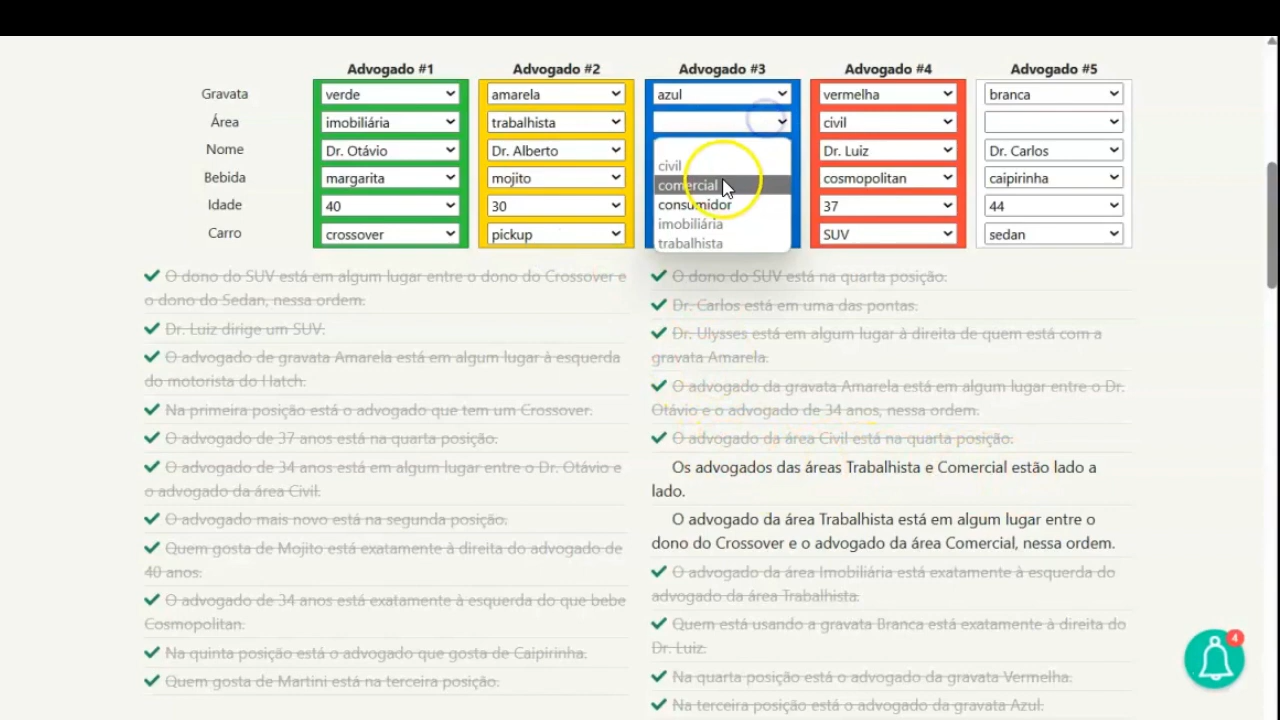 Advogado #1 Advogado #2 Advogado #3 Advogado #4 Advogado #5
Gravata verde amarela azul vermelha branca
Área imobiliária trabalhista civil
Nome Dr. Otávio Dr. Alberto Dr. Luiz Dr. Carlos
Bebida margarita mojito cosmopolitan caipirinha
Idade 40 30 37 44
Carro crossover pickup SUV sedan
civil
comercial
consumidor
imobiliária
trabalhista
O dono do SUV está em algum lugar entre o dono do Crossover e
o dono do Sedan, nessa ordem.
Dr. Luiz dirige um SUV.
O advogado de gravata Amarela está em algum lugar à esquerda
do motorista do Hatch.
Na primeira posição está o advogado que tem um Crossover.
O advogado de 37 anos está na quarta posição.
O advogado de 34 anos está em algum lugar entre o Dr. Otávio e
o advogado da área Civil.
O advogado mais novo está na segunda posição.
Quem gosta de Mojito está exatamente à direita do advogado de
40 anos.
O advogado de 34 anos está exatamente à esquerda do que bebe
Cosmopolitan.
Na quinta posição está o advogado que gosta de Caipirinha.
Quem gosta de Martini está na terceira posição.
O dono do SUV está na quarta posição.
Dr. Carlos está em uma das pontas.
Dr. Ulysses está em algum lugar à direita de quem está com a
gravata Amarela.
O advogado da gravata Amarela está em algum lugar entre o Dr.
Otávio e o advogado de 34 anos, nessa ordem.
O advogado da área Civil está na quarta posição.
Os advogados das áreas Trabalhista e Comercial estão lado a
lado.
O advogado da área Trabalhista está em algum lugar entre o
dono do Crossover e o advogado da área Comercial, nessa ordem.
O advogado da área Imobiliária está exatamente à esquerda do
advogado da área Trabalhista.
Quem está usando a gravata Branca está exatamente à direita do
Dr. Luiz.
Na quarta posição está o advogado da gravata Vermelha.
Na terceira posição está o advogado da gravata Azul.
4